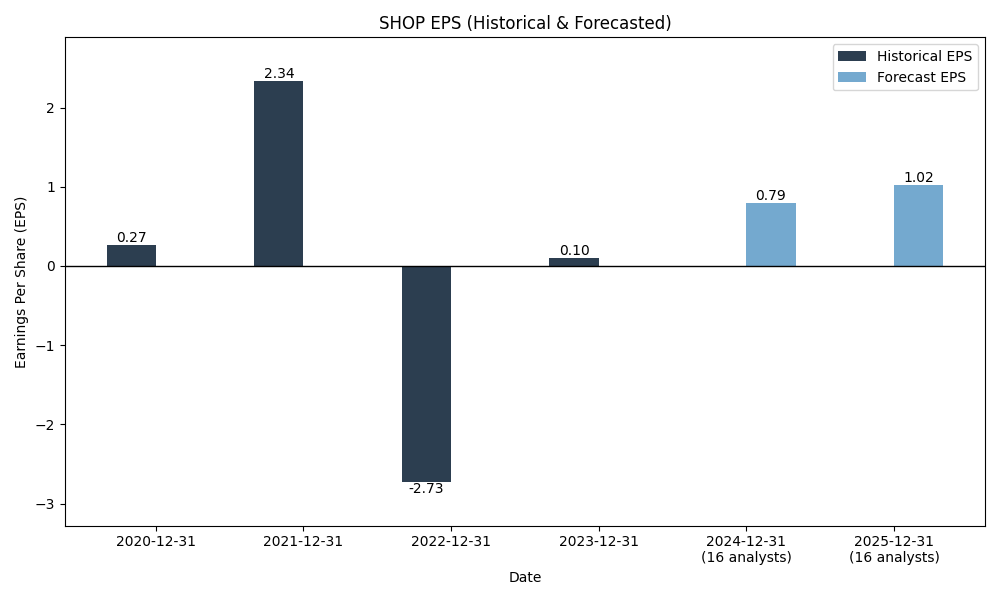 SHOP EPS (Historical & Forecasted)
Historical EPS
Forecast EPS
Earnings Per Share (EPS)
2
1
0
−1
−2
−3
0.27
2.34
-2.73
0.10
0.79
1.02
2020-12-31
2021-12-31
2022-12-31
2023-12-31
2024-12-31
(16 analysts)
2025-12-31
(16 analysts)
Date